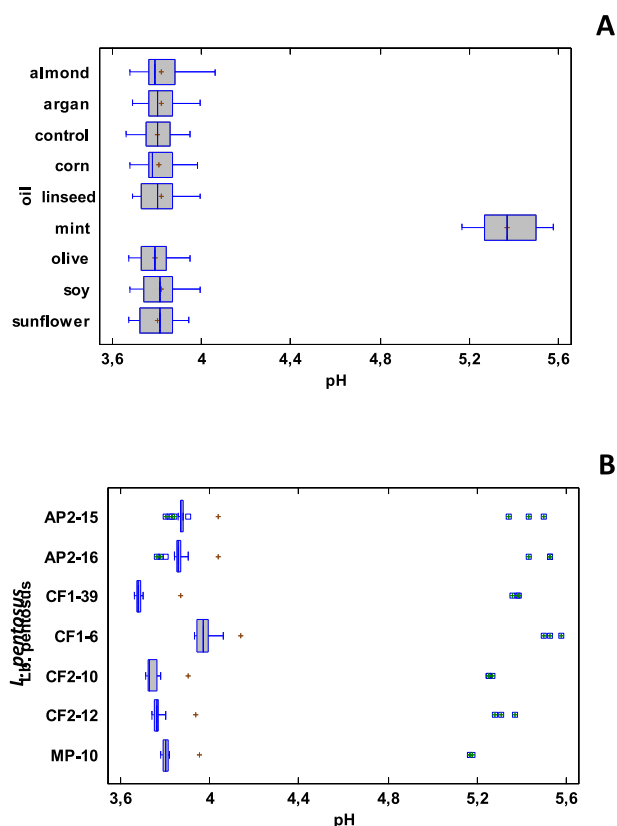 A
almond
argan
control
corn
linseed
mint
olive
soy
sunflower
oil
3,6 4 4,4 4,8 5,2 5,6
pH
B
AP2-15
AP2-16
CF1-39
CF1-6
CF2-10
CF2-12
MP-10
L. pentosus
Lb. pentosus
3,6 4 4,4 4,8 5,2 5,6
pH